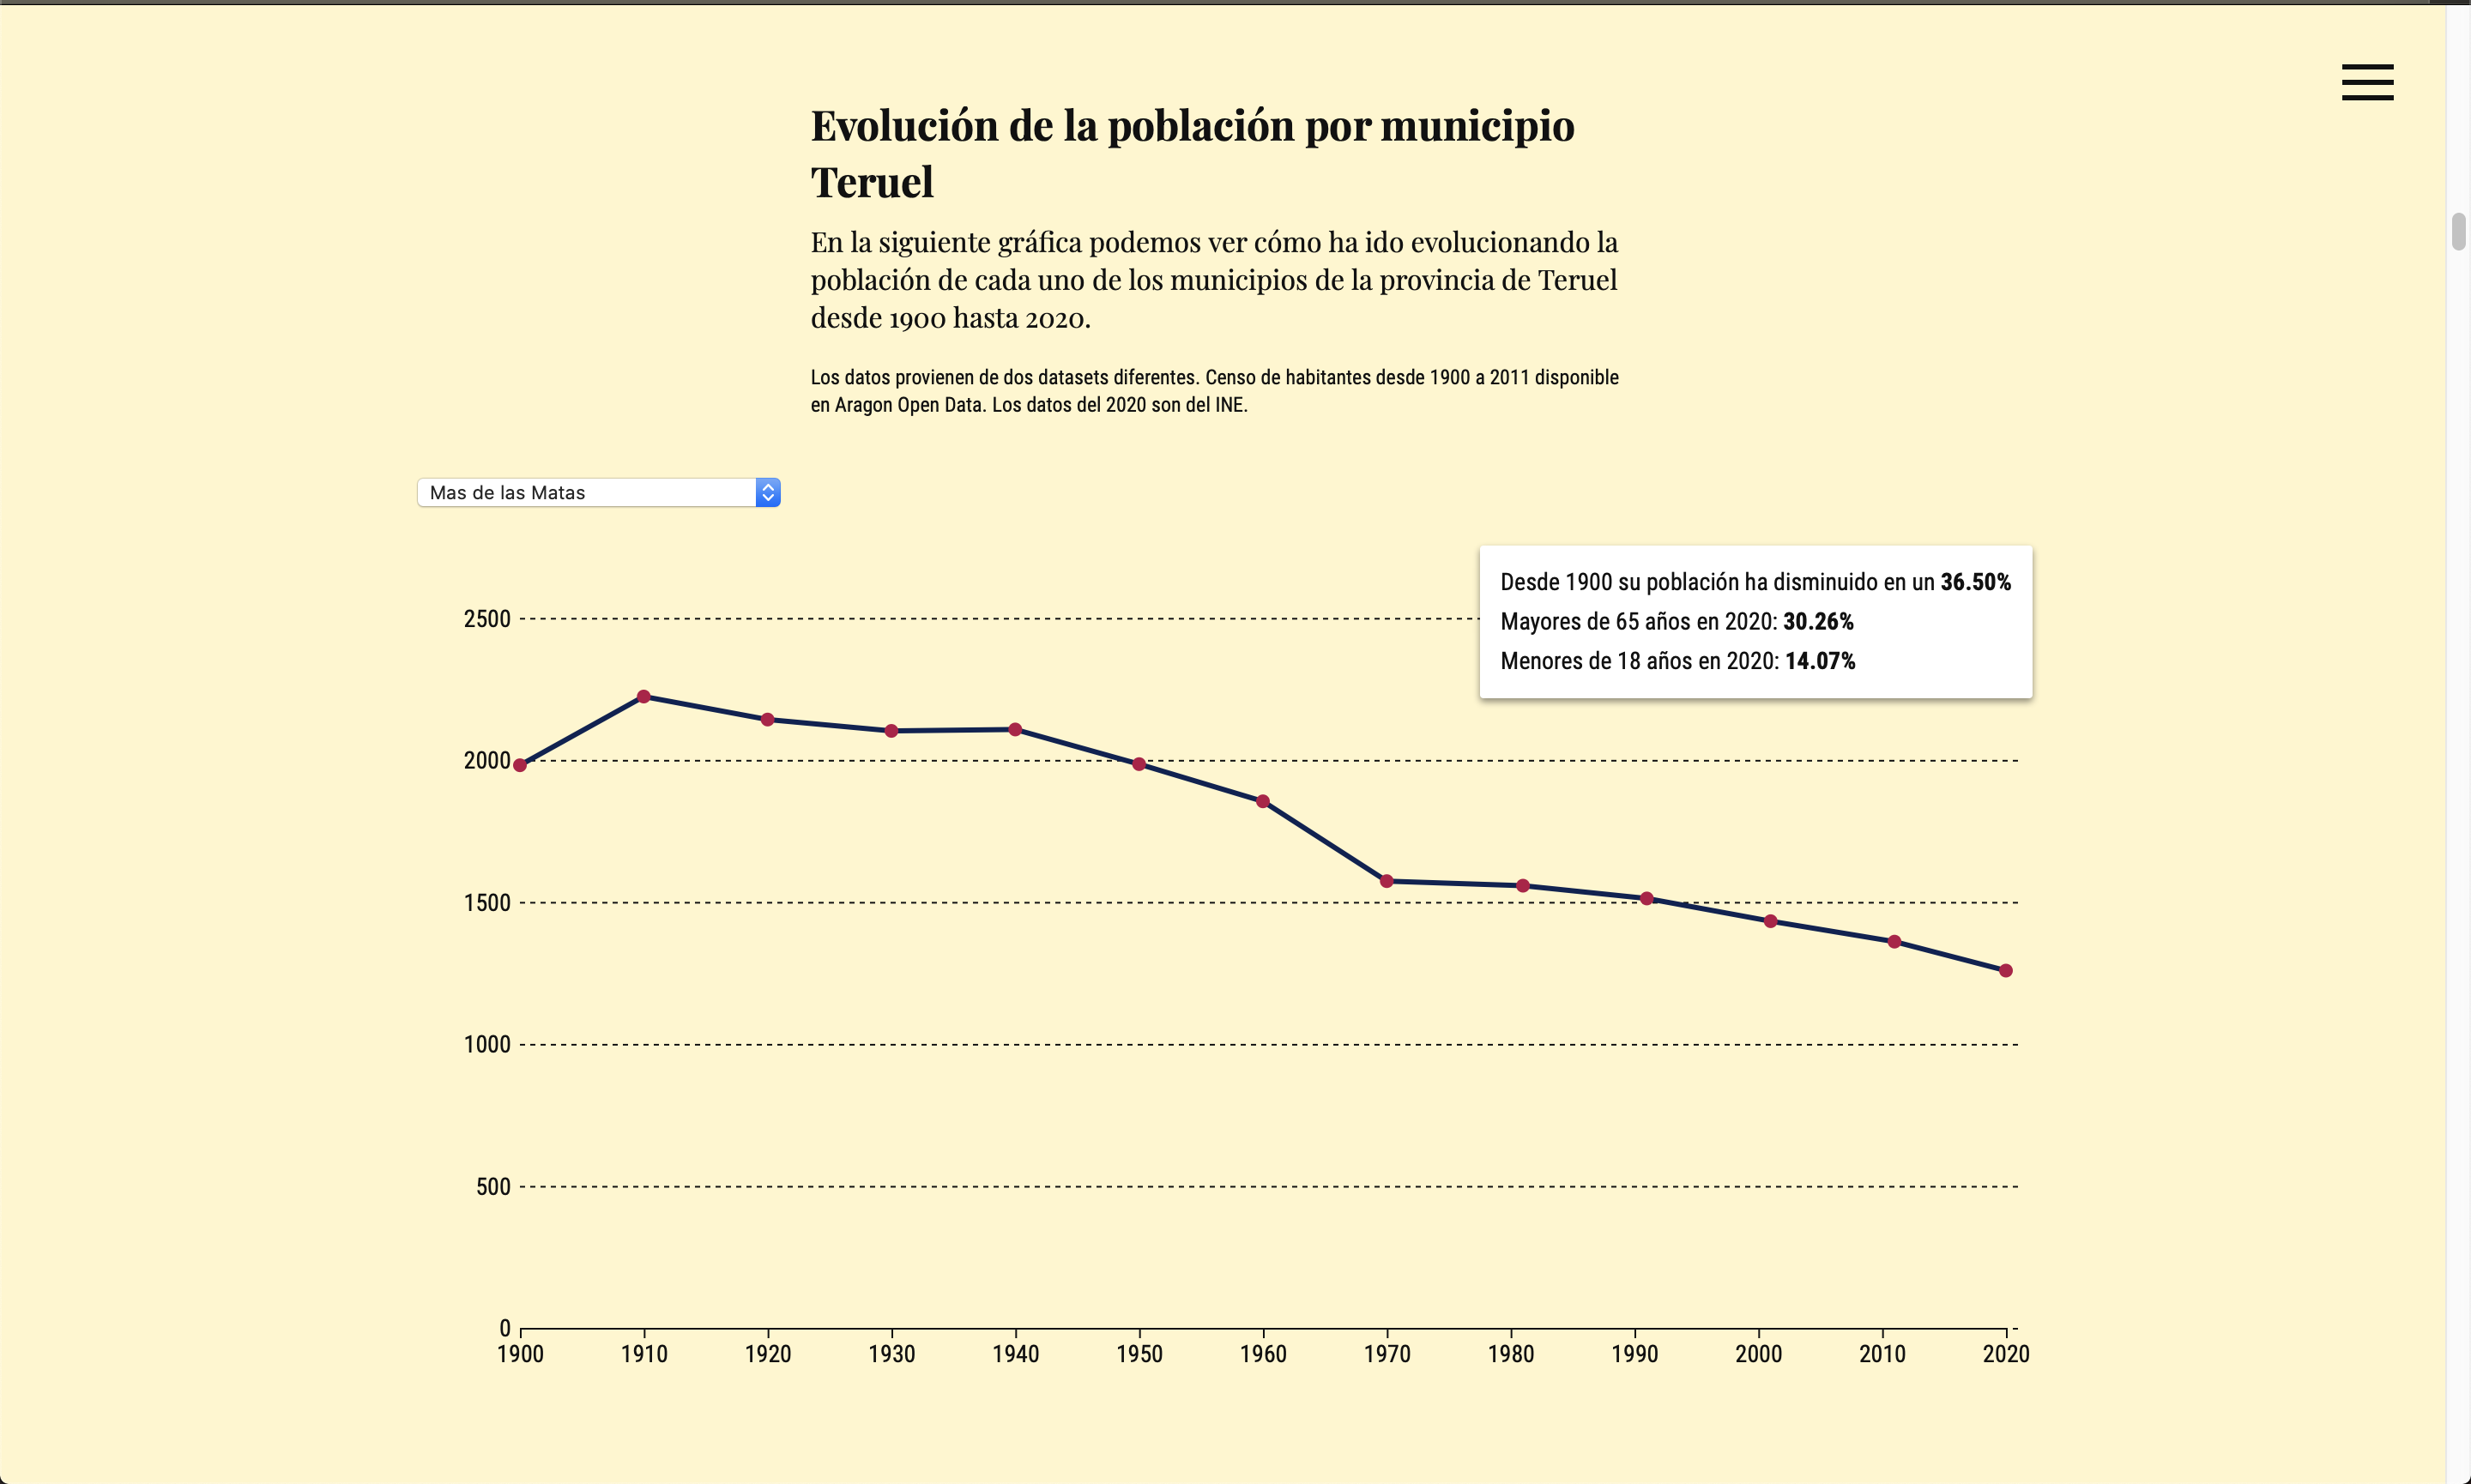 Evolución de la población por municipio
Teruel
En la siguiente gráfica podemos ver cómo ha ido evolucionando la
población de cada uno de los municipios de la provincia de Teruel
desde 1900 hasta 2020.
Los datos provienen de dos datasets diferentes. Censo de habitantes desde 1900 a 2011 disponible
en Aragon Open Data. Los datos del 2020 son del INE.
Mas de las Matas
Desde 1900 su población ha disminuido en un 36.50%
Mayores de 65 años en 2020: 30.26%
Menores de 18 años en 2020: 14.07%
2500
2000
1500
1000
500
0
1900 1910 1920 1930 1940 1950 1960 1970 1980 1990 2000 2010 2020